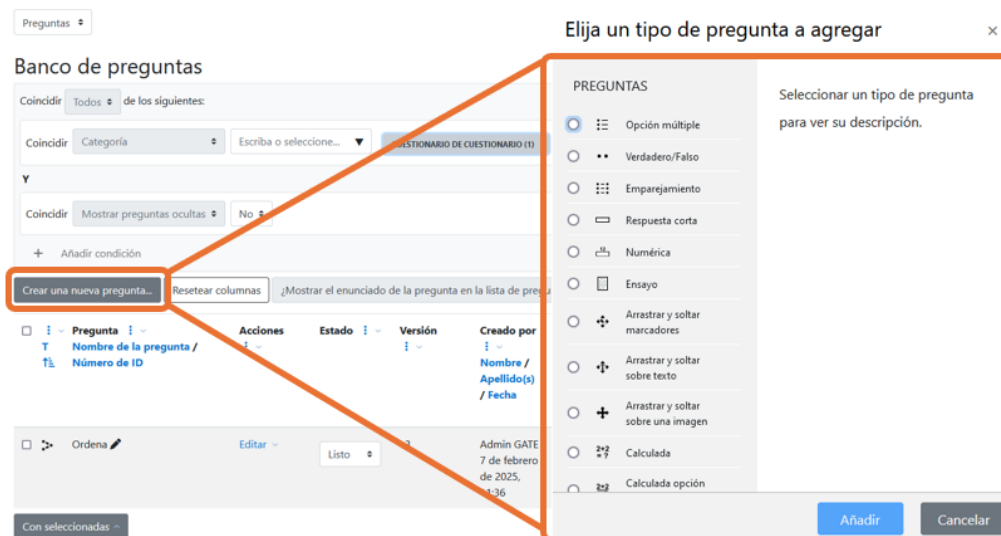 Preguntas
Banco de preguntas
Coincidir Todos de los siguientes:
Coincidir Categoría Escriba o seleccione... CUESTIONARIO DE CUESTIONARIO (1)
Y
Coincidir Mostrar preguntas ocultas No
+ Añadir condición
Crear una nueva pregunta... Resetear columnas ¿Mostrar el enunciado de la pregunta en la lista de
Pregunta Acciones Estado Versión Creado por
T Nombre de la pregunta / Nombre /
Número de ID Apellido(s)
/ Fecha
Ordena Editar Listo Admin GATE
7 de febrero
de 2025,
Con seleccionadas
Elija un tipo de pregunta a agregar ×
PREGUNTAS
Opción múltiple
Verdadero/Falso
Emparejamiento
Respuesta corta
Numérica
Ensayo
Arrastrar y soltar
marcadores
Arrastrar y soltar
sobre texto
Arrastrar y soltar
sobre una imagen
Calculada
Calculada opción
Seleccionar un tipo de pregunta
para ver su descripción.
Añadir Cancelar